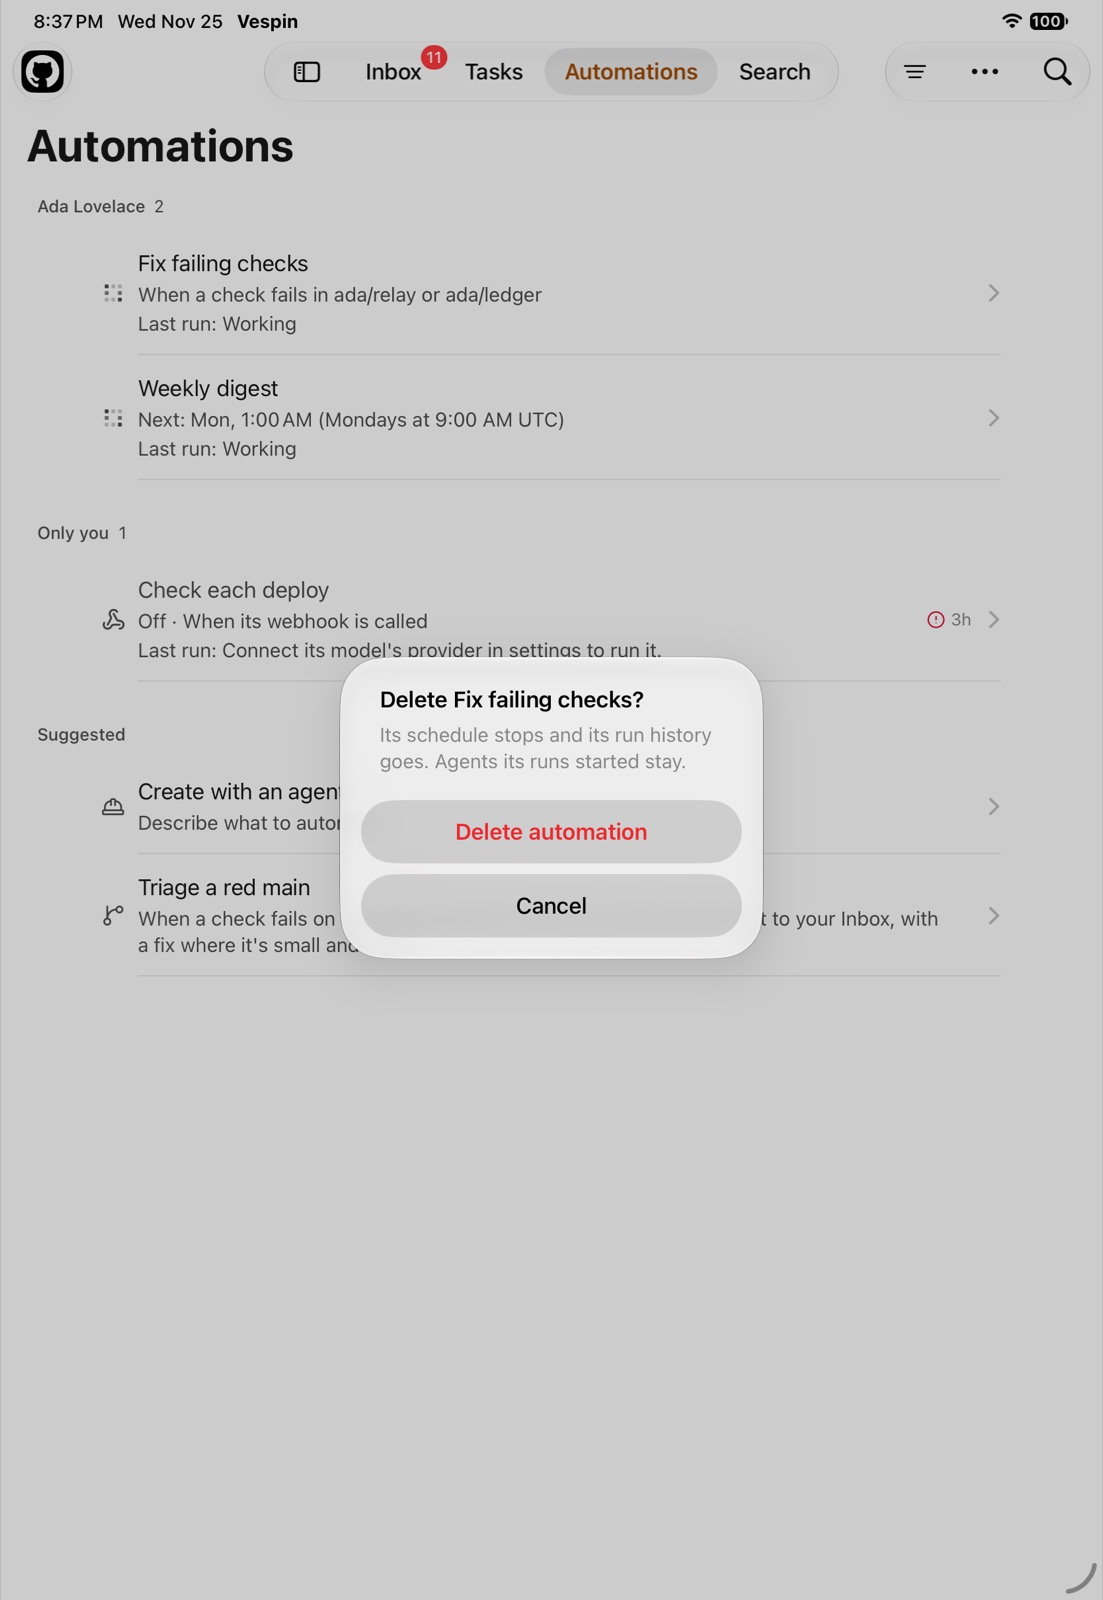 8:37 PM Wed Nov 25 Vespin
100
Inbox 11 Tasks Automations Search
Automations
Ada Lovelace 2
Fix failing checks
When a check fails in ada/relay or ada/ledger
Last run: Working
Weekly digest
Next: Mon, 1:00 AM (Mondays at 9:00 AM UTC)
Last run: Working
Only you 1
Check each deploy
Off · When its webhook is called
3h
Last run: Connect its model's provider in settings to run it.
Suggested
Create with an agent
Describe what to
Triage a red main
When a check fails on
to your Inbox, with
a fix where it's small and
Delete Fix failing checks?
Its schedule stops and its run history
goes. Agents its runs started stay.
Delete automation
Cancel